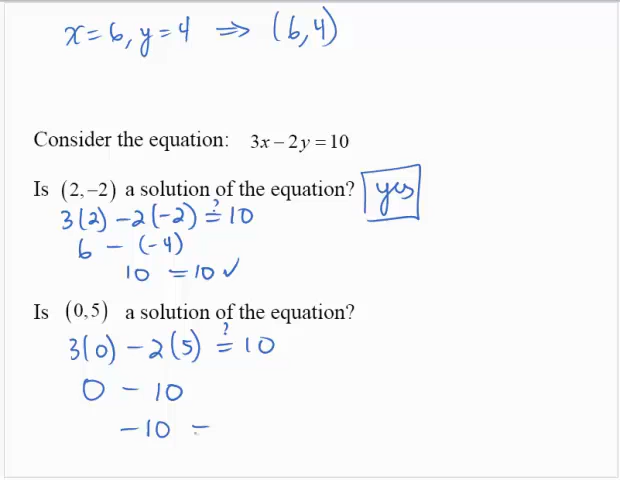 x = 6, y = 4 ⇒ (6,4)
Consider the equation: 3x − 2y = 10
Is (2,−2) a solution of the equation? yes
3(2) − 2(−2) ≟ 10
6 − (−4)
10 = 10 ✓
Is (0,5) a solution of the equation?
3(0) − 2(5) ≟ 10
0 − 10
−10 =